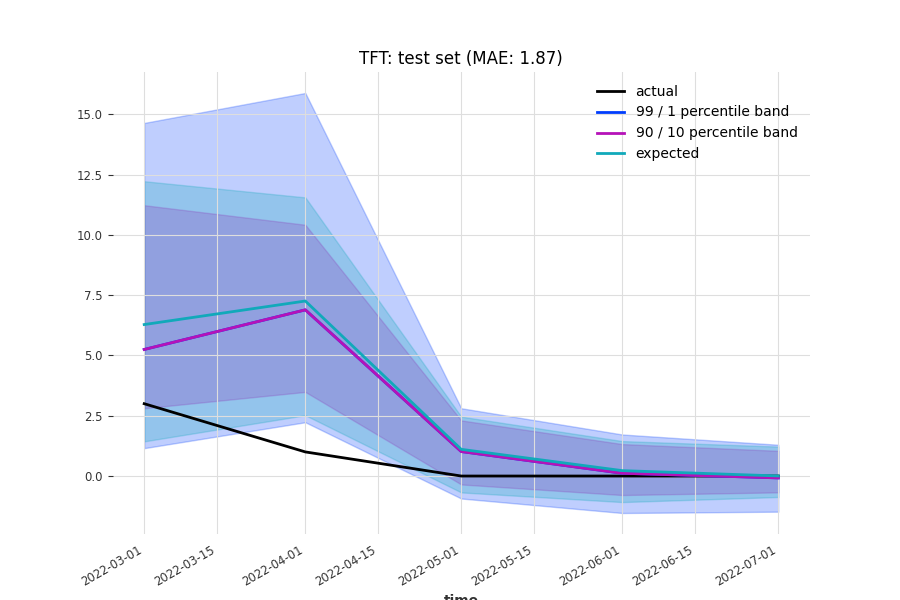 TFT: test set (MAE: 1.87)
actual
99 / 1 percentile band
90 / 10 percentile band
expected
15.0
12.5
10.0
7.5
5.0
2.5
0.0
2022-03-01
2022-03-15
2022-04-01
2022-04-15
2022-05-01
2022-05-15
2022-06-01
2022-06-15
2022-07-01
time